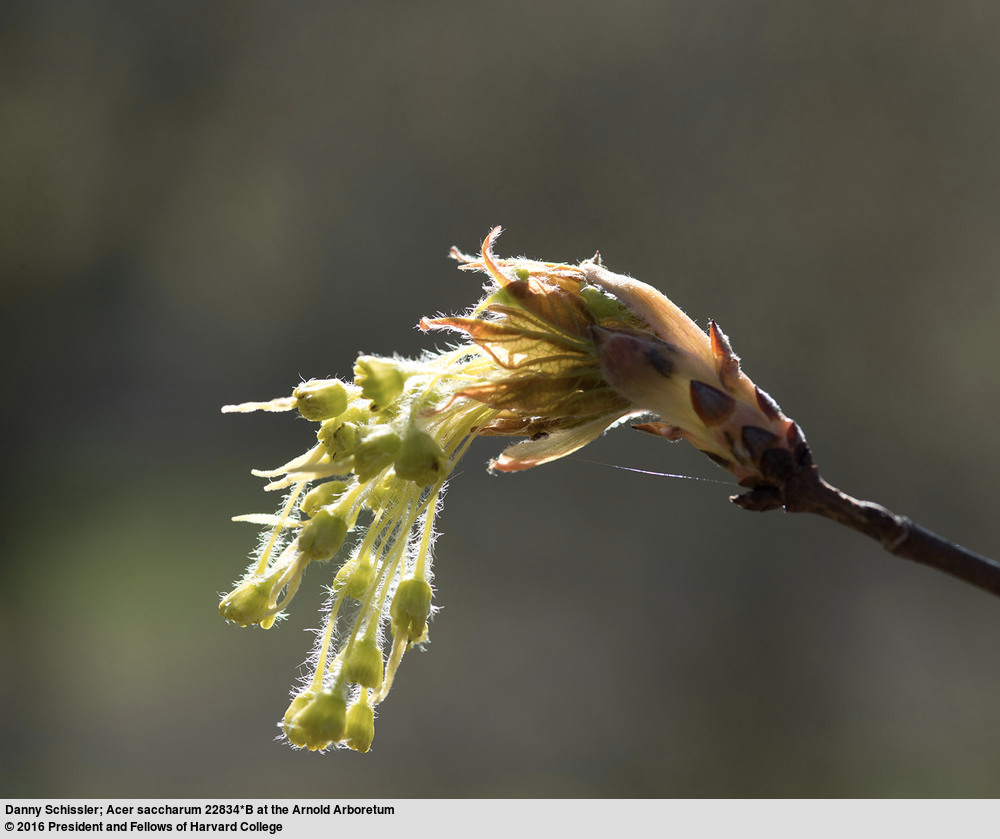 Danny Schissler; Acer saccharum 22834*B at the Arnold Arboretum
© 2016 President and Fellows of Harvard College